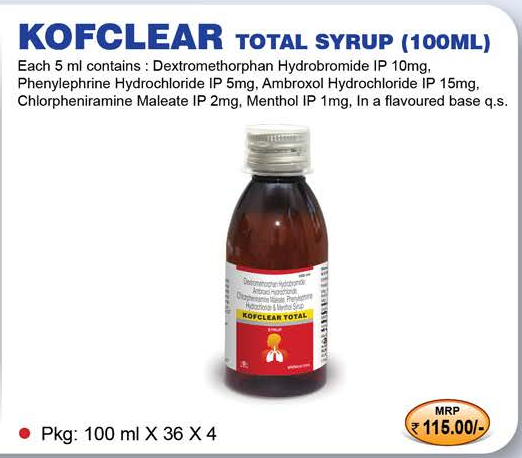 KOFCLEAR TOTAL SYRUP (100ML)
Each 5 ml contains : Dextromethorphan Hydrobromide IP 10mg,
Phenylephrine Hydrochloride IP 5mg, Ambroxol Hydrochloride IP 15mg,
Chlorpheniramine Maleate IP 2mg, Menthol IP 1mg, In a flavoured base q.s.
Dextromethorphan Hydrobromide
Ambroxol Hydrochloride,
Chlorpheniramine Maleate, Phenylephrine
Hydrochloride & Menthol Syrup
KOFCLEAR TOTAL
SYRUP
MRP
₹ 115.00/-
Pkg: 100 ml X 36 X 4